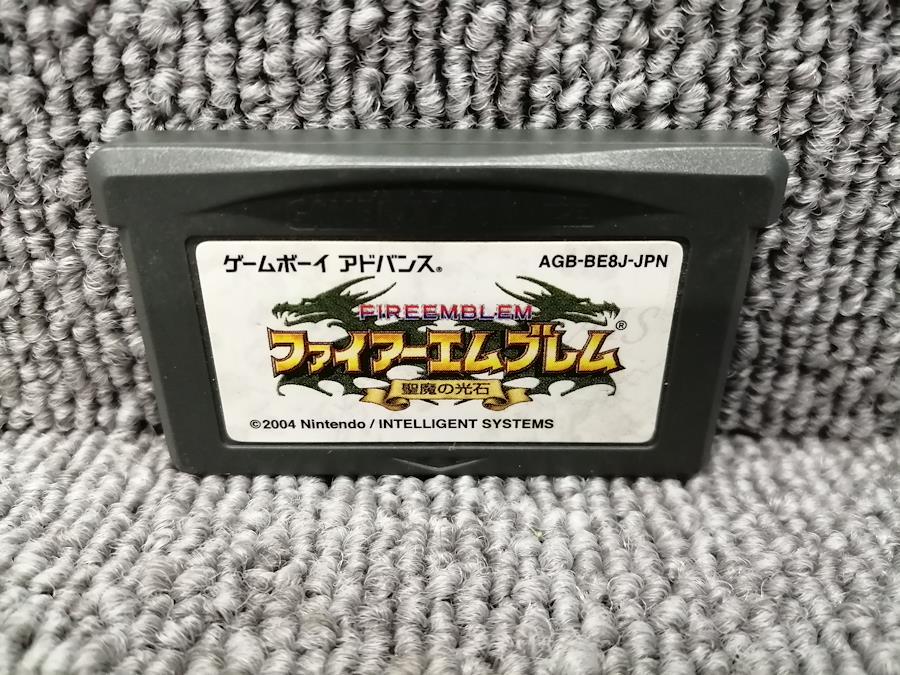 ゲームボーイ アドバンス®
AGB-BE8J-JPN
FIREEMBLEM
ファイアーエムブレム®
聖魔の光石
©2004 Nintendo / INTELLIGENT SYSTEMS